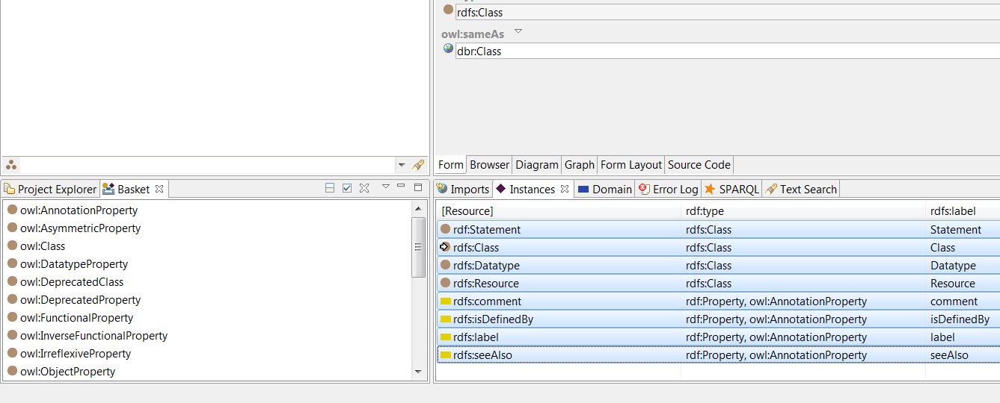 rdfs:Class
owl:sameAs
dbr:Class
Form Browser Diagram Graph Form Layout Source Code
Project Explorer Basket
owl:AnnotationProperty
owl:AsymmetricProperty
owl:Class
owl:DatatypeProperty
owl:DeprecatedClass
owl:DeprecatedProperty
owl:FunctionalProperty
owl:InverseFunctionalProperty
owl:IrreflexiveProperty
owl:ObjectProperty
Imports Instances Domain Error Log SPARQL Text Search
[Resource] rdf:type rdfs:label
rdf:Statement rdfs:Class Statement
rdfs:Class rdfs:Class Class
rdfs:Datatype rdfs:Class Datatype
rdfs:Resource rdfs:Class Resource
rdfs:comment rdf:Property, owl:AnnotationProperty comment
rdfs:isDefinedBy rdf:Property, owl:AnnotationProperty isDefinedBy
rdfs:label rdf:Property, owl:AnnotationProperty label
rdfs:seeAlso rdf:Property, owl:AnnotationProperty seeAlso